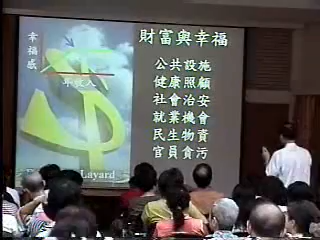 財富與幸福
幸福感
年收入
公共設施
健康照顧
社會治安
就業機會
民生物資
官員貪污
Layard